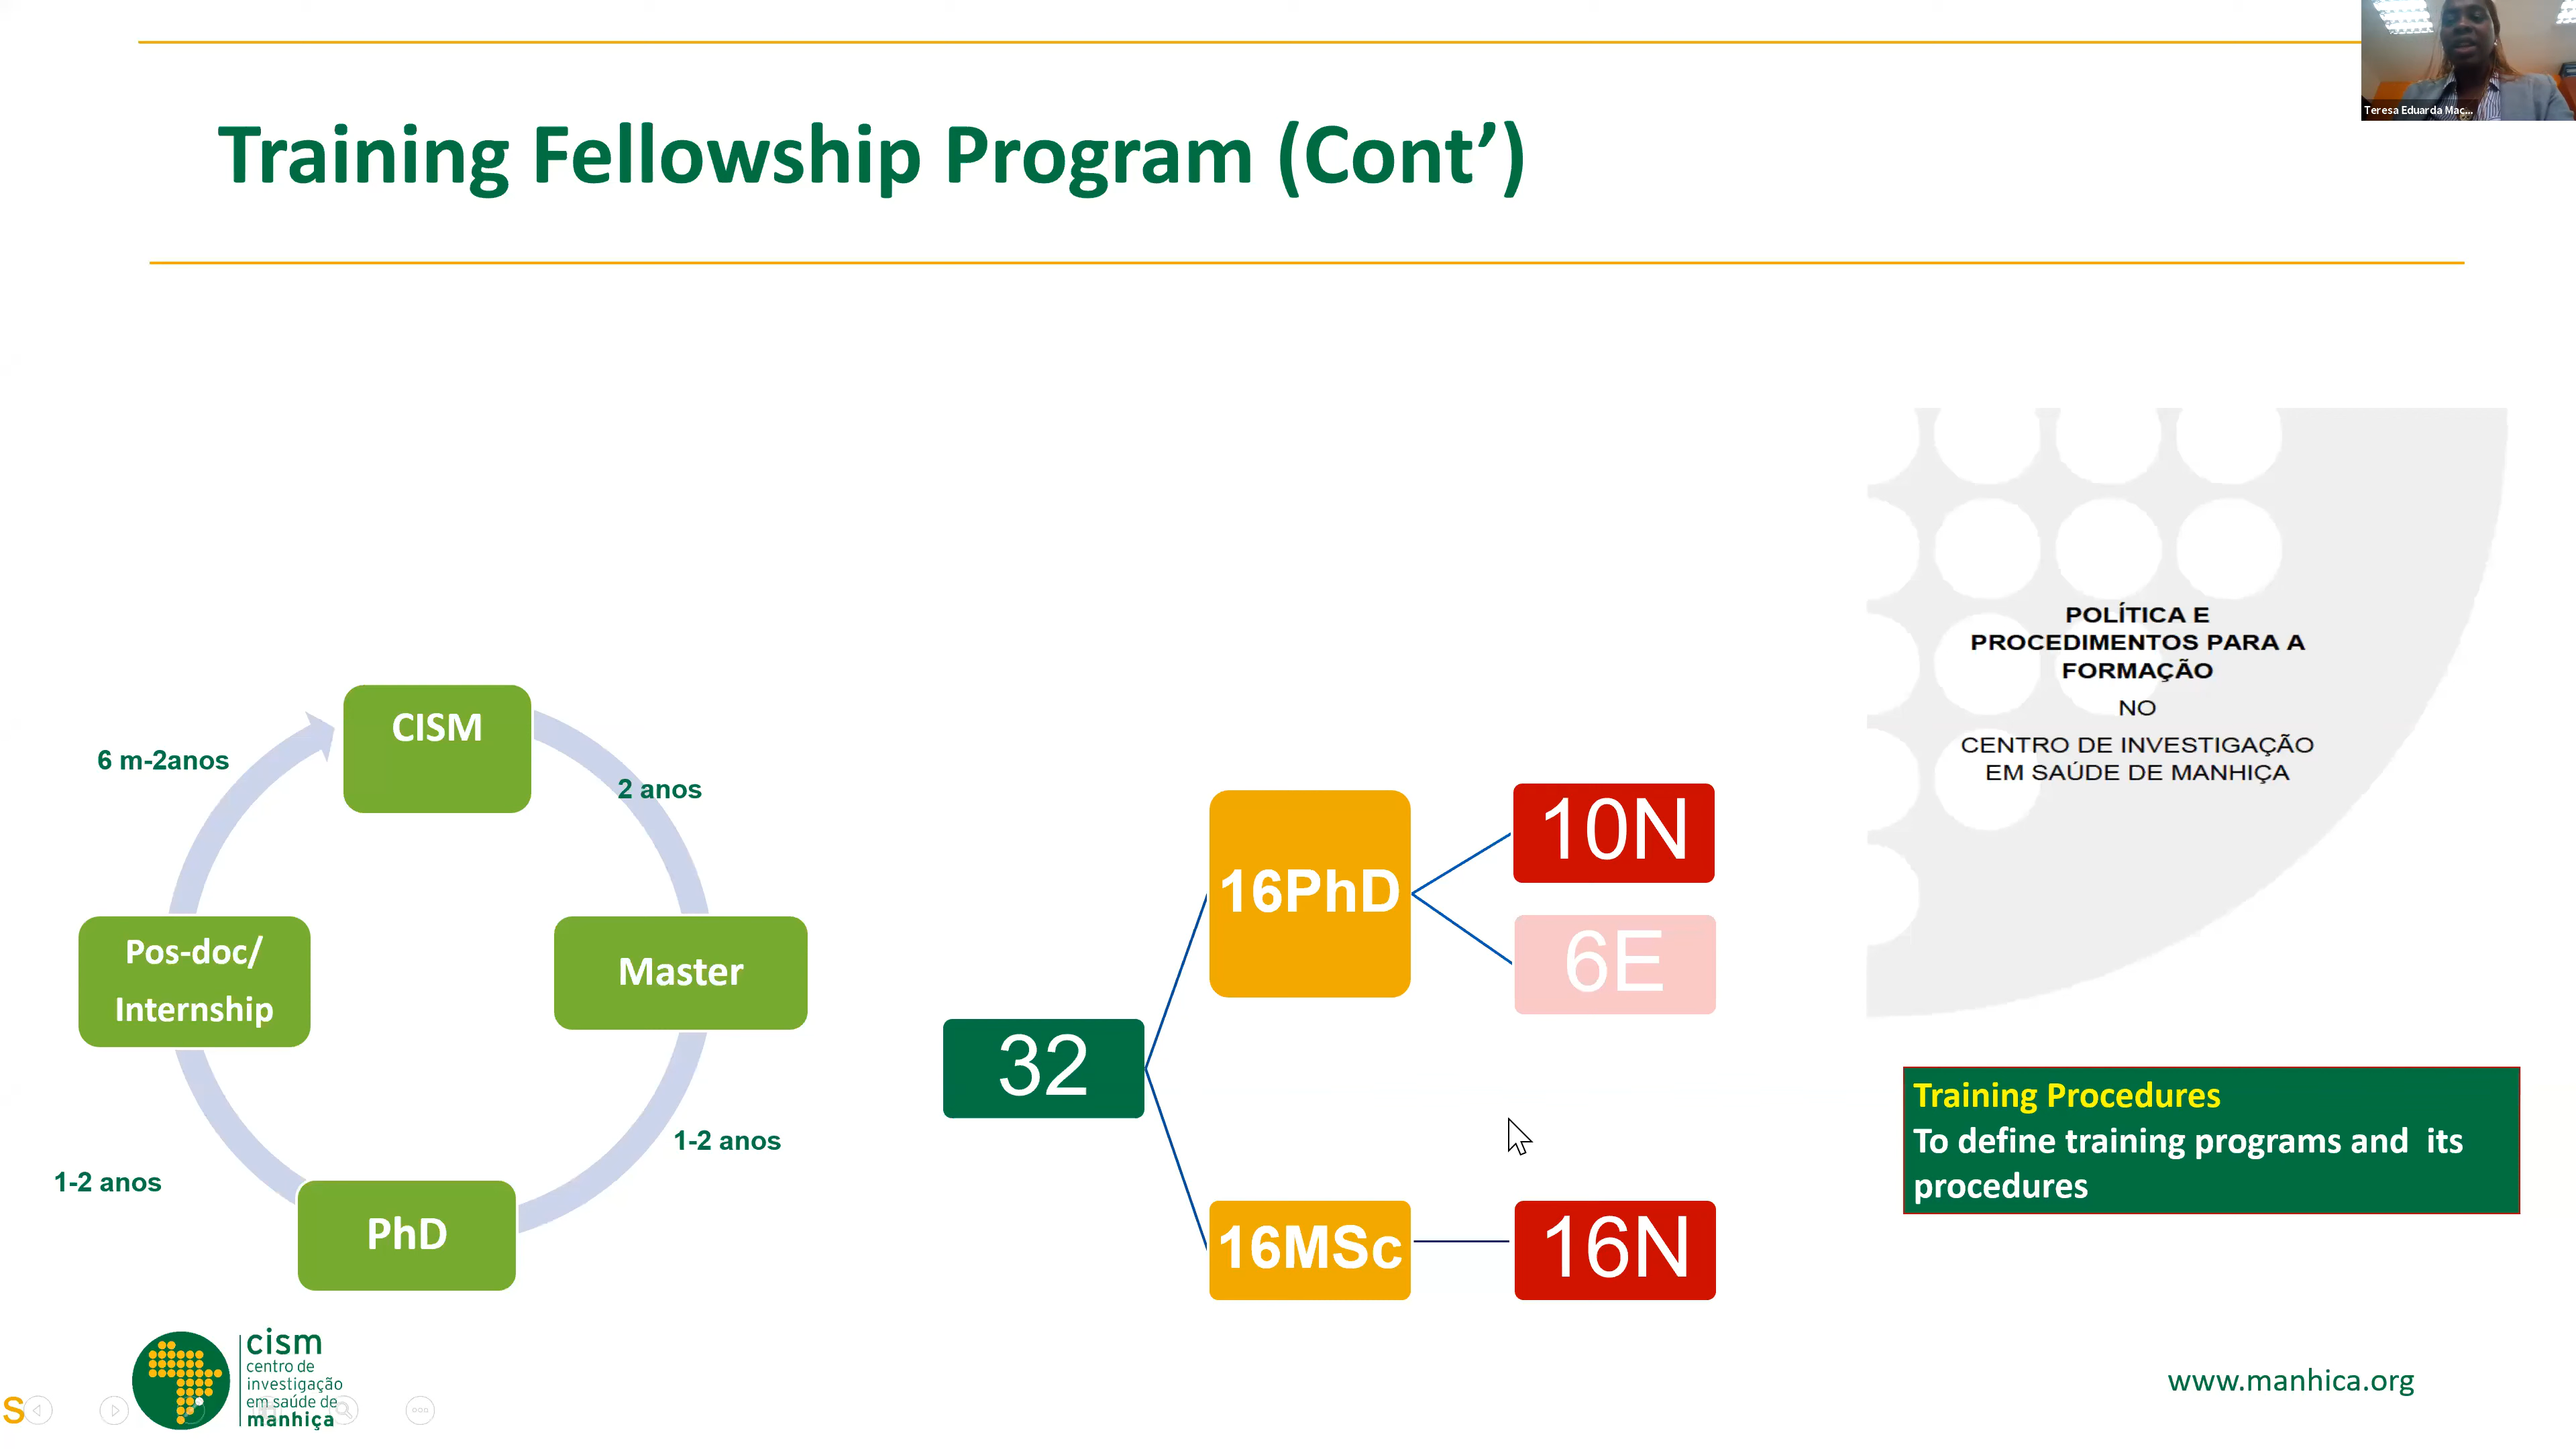 Teresa Eduarda Mac...
Training Fellowship Program (Cont’)
POLÍTICA E
PROCEDIMENTOS PARA A
FORMAÇÃO
NO
CENTRO DE INVESTIGAÇÃO
EM SAÚDE DE MANHIÇA
CISM
6 m-2anos
2 anos
Pos-doc/
Internship
Master
1-2 anos
1-2 anos
PhD
10N
16PhD
6E
32
16MSc
16N
Training Procedures
To define training programs and its
procedures
cism
centro de
investigação
em saúde de
manhiça
www.manhica.org
S